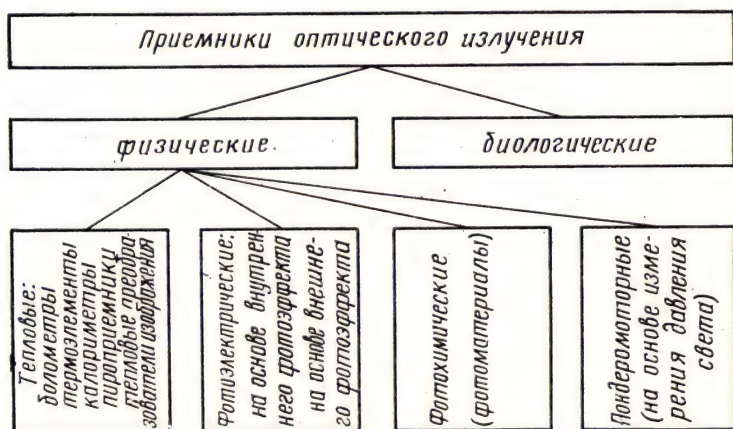 Приемники оптического излучения
физические.
биологические
Тепловые:
болометры
термоэлементы
калориметры
пироприемники
тепловые преобра-
зователи изображения
Фотоэлектрические:
на основе внутрен-
него фотоэффекта
на основе внешне-
го фотоэффекта
Фотохимические
(фотоматериалы)
Пондеромоторные
(на основе изме-
рения давления
света)